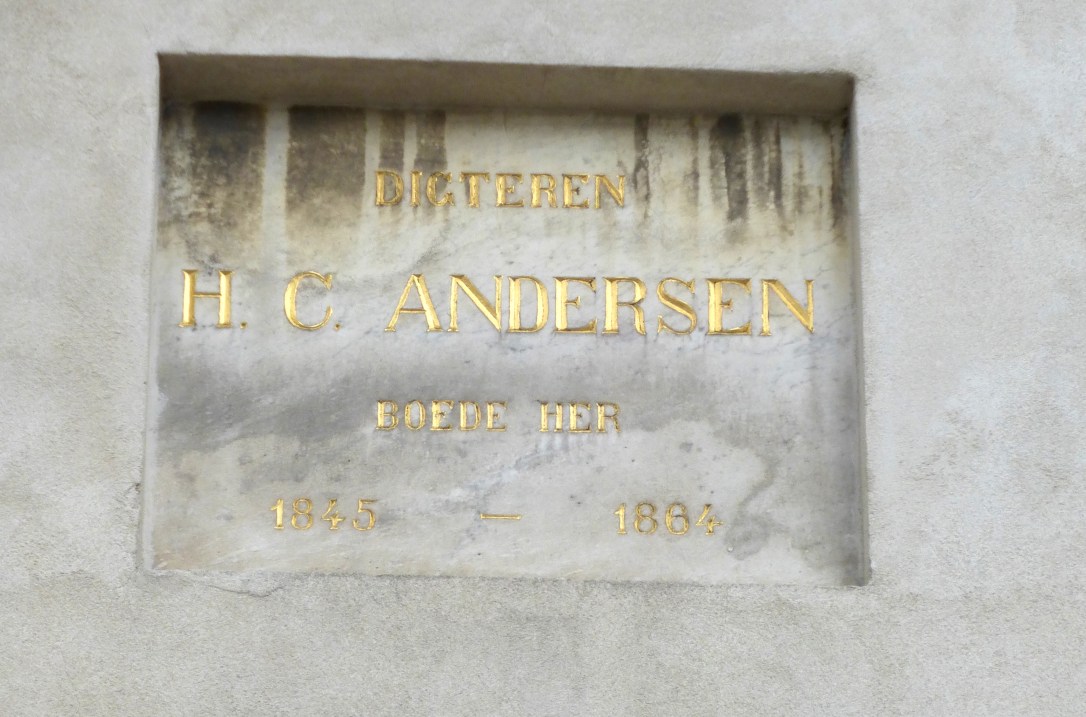 DIGTEREN
H. C. ANDERSEN
BOEDE HER
1845 — 1864